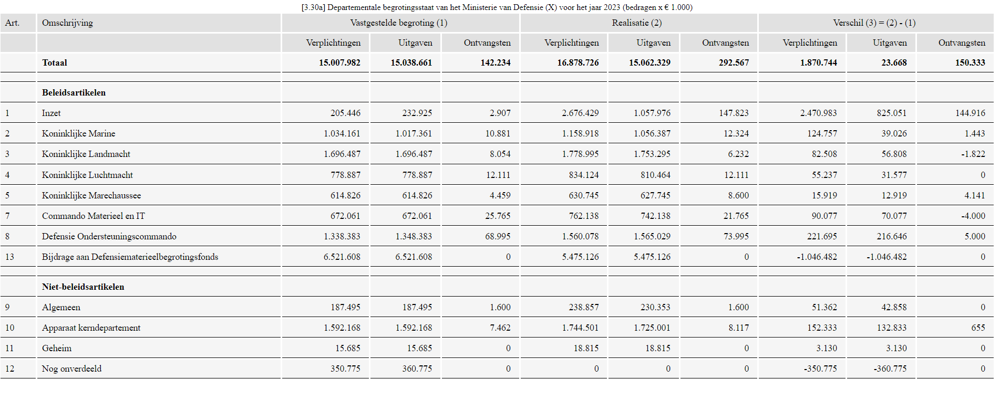 [3.30a] Departementale begrotingsstaat van het Ministerie van Defensie (X) voor het jaar 2023 (bedragen x € 1.000)
Art. Omschrijving Vastgestelde begroting (1) Realisatie (2) Verschil (3) = (2) - (1)
Verplichtingen Uitgaven Ontvangsten Verplichtingen Uitgaven Ontvangsten Verplichtingen Uitgaven Ontvangsten
Totaal 15.007.982 15.038.661 142.234 16.878.726 15.062.329 292.567 1.870.744 23.668 150.333
Beleidsartikelen
1 Inzet 205.446 232.925 2.907 2.676.429 1.057.976 147.823 2.470.983 825.051 144.916
2 Koninklijke Marine 1.034.161 1.017.361 10.881 1.158.918 1.056.387 12.324 124.757 39.026 1.443
3 Koninklijke Landmacht 1.696.487 1.696.487 8.054 1.778.995 1.753.295 6.232 82.508 56.808 -1.822
4 Koninklijke Luchtmacht 778.887 778.887 12.111 834.124 810.464 12.111 55.237 31.577 0
5 Koninklijke Marechaussee 614.826 614.826 4.459 630.745 627.745 8.600 15.919 12.919 4.141
7 Commando Materieel en IT 672.061 672.061 25.765 762.138 742.138 21.765 90.077 70.077 -4.000
8 Defensie Ondersteuningscommando 1.338.383 1.348.383 68.995 1.560.078 1.565.029 73.995 221.695 216.646 5.000
13 Bijdrage aan Defensiematerieelbegrotingsfonds 6.521.608 6.521.608 0 5.475.126 5.475.126 0 -1.046.482 -1.046.482 0
Niet-beleidsartikelen
9 Algemeen 187.495 187.495 1.600 238.857 230.353 1.600 51.362 42.858 0
10 Apparaat kerndepartement 1.592.168 1.592.168 7.462 1.744.501 1.725.001 8.117 152.333 132.833 655
11 Geheim 15.685 15.685 0 18.815 18.815 0 3.130 3.130 0
12 Nog onverdeeld 350.775 360.775 0 0 0 0 -350.775 -360.775 0